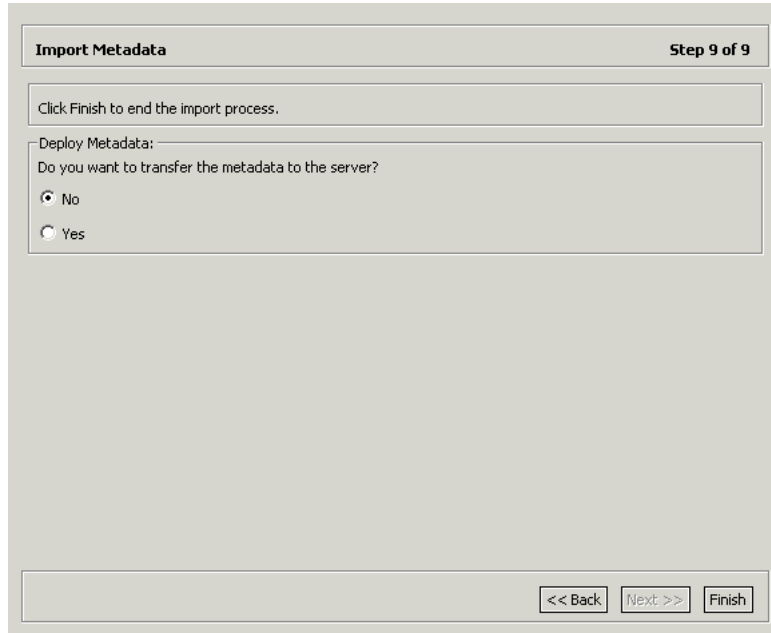 Import Metadata Step 9 of 9
Click Finish to end the import process.
Deploy Metadata:
Do you want to transfer the metadata to the server?
No
Yes
<< Back Next >> Finish